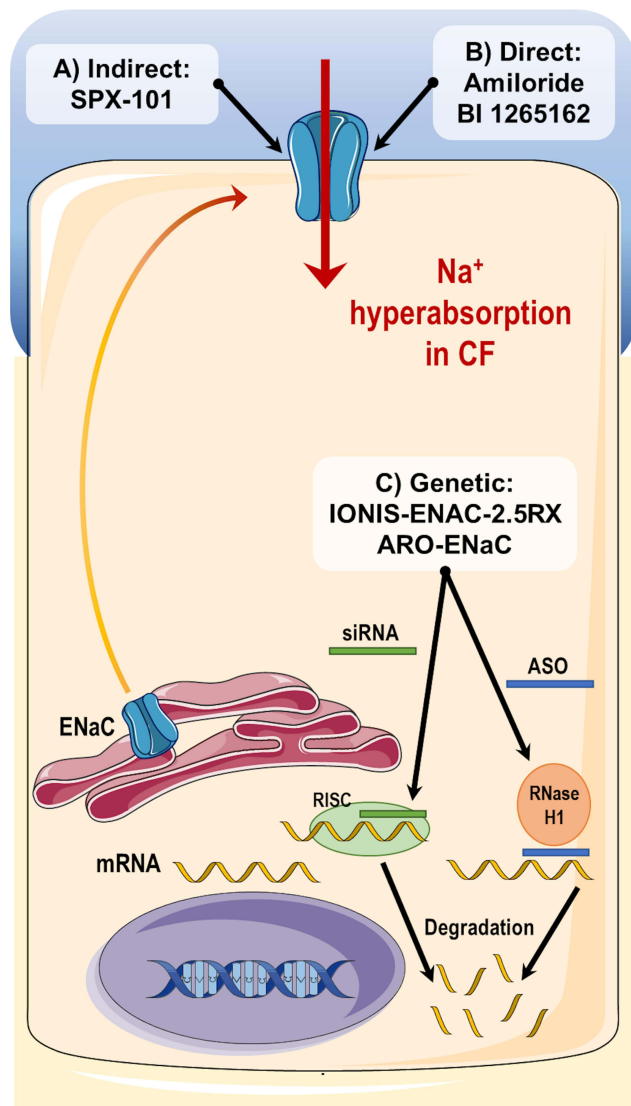 A) Indirect:
SPX-101
B) Direct:
Amiloride
BI 1265162
Na⁺
hyperabsorption
in CF
C) Genetic:
IONIS-ENAC-2.5RX
ARO-ENaC
siRNA
ASO
ENaC
RISC
RNase
H1
mRNA
Degradation